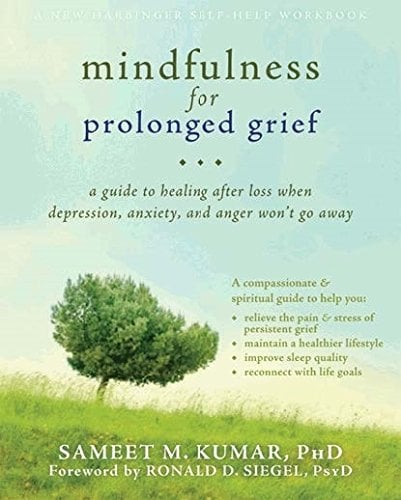 A NEW HARBINGER SELF-HELP WORKBOOK
mindfulness
for
prolonged grief
a guide to healing after loss when
depression, anxiety, and anger won't go away
A compassionate &
spiritual guide to help you:
• relieve the pain & stress of
persistent grief
• maintain a healthier lifestyle
• improve sleep quality
• reconnect with life goals
SAMEET M. KUMAR, PHD
Foreword by RONALD D. SIEGEL, PSYD